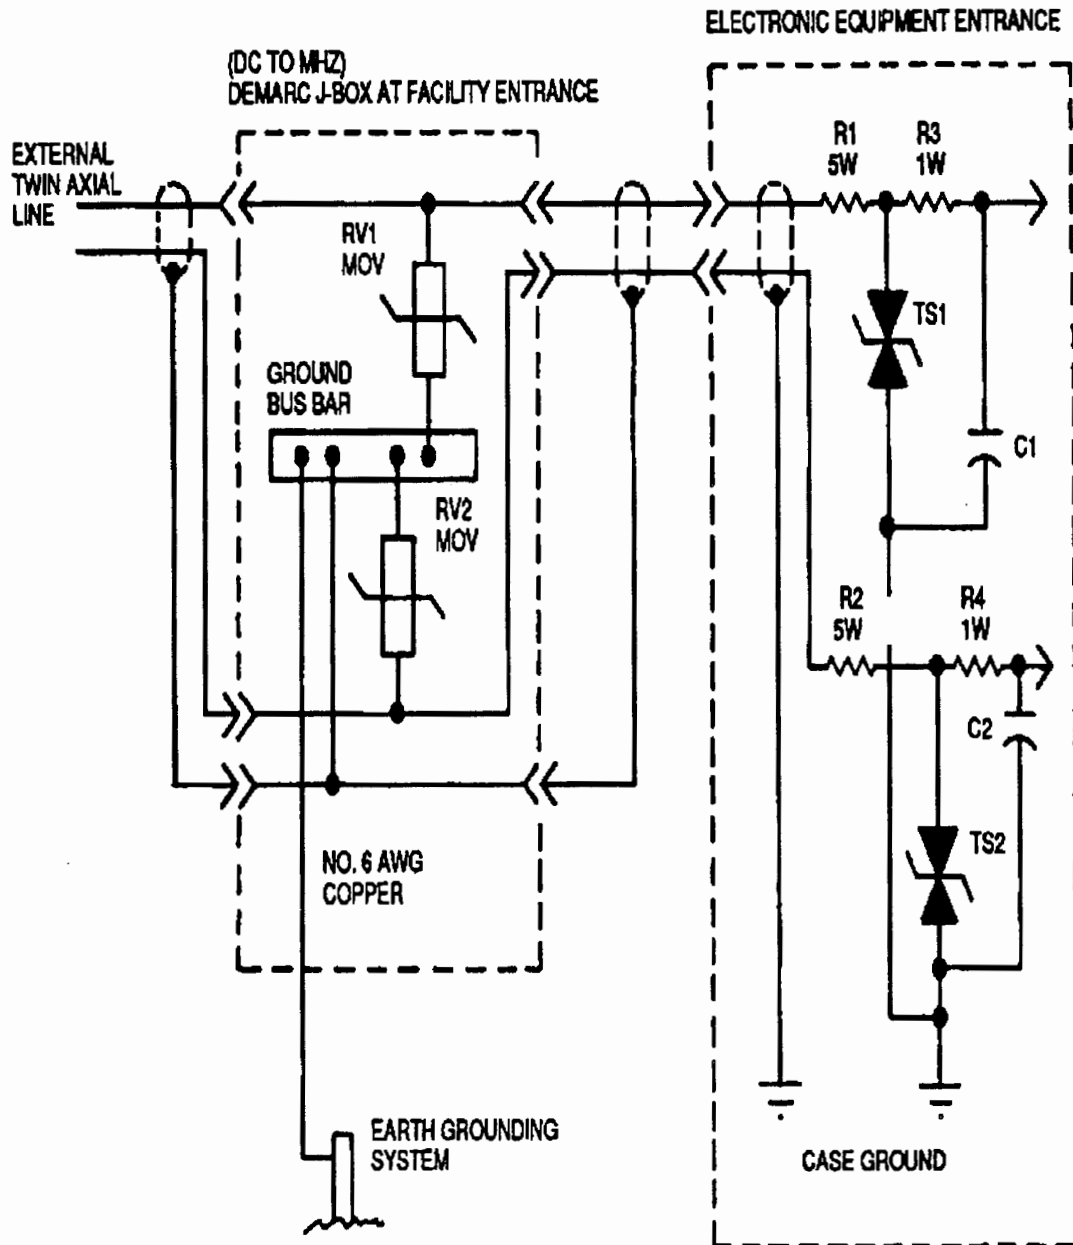 ELECTRONIC EQUIPMENT ENTRANCE
(DC TO MHZ)
DEMARC J-BOX AT FACILITY ENTRANCE
EXTERNAL
TWIN AXIAL
LINE
R1
5W
R3
1W
RV1
MOV
TS1
GROUND
BUS BAR
C1
RV2
MOV
R2
5W
R4
1W
C2
TS2
NO. 6 AWG
COPPER
EARTH GROUNDING
SYSTEM
CASE GROUND